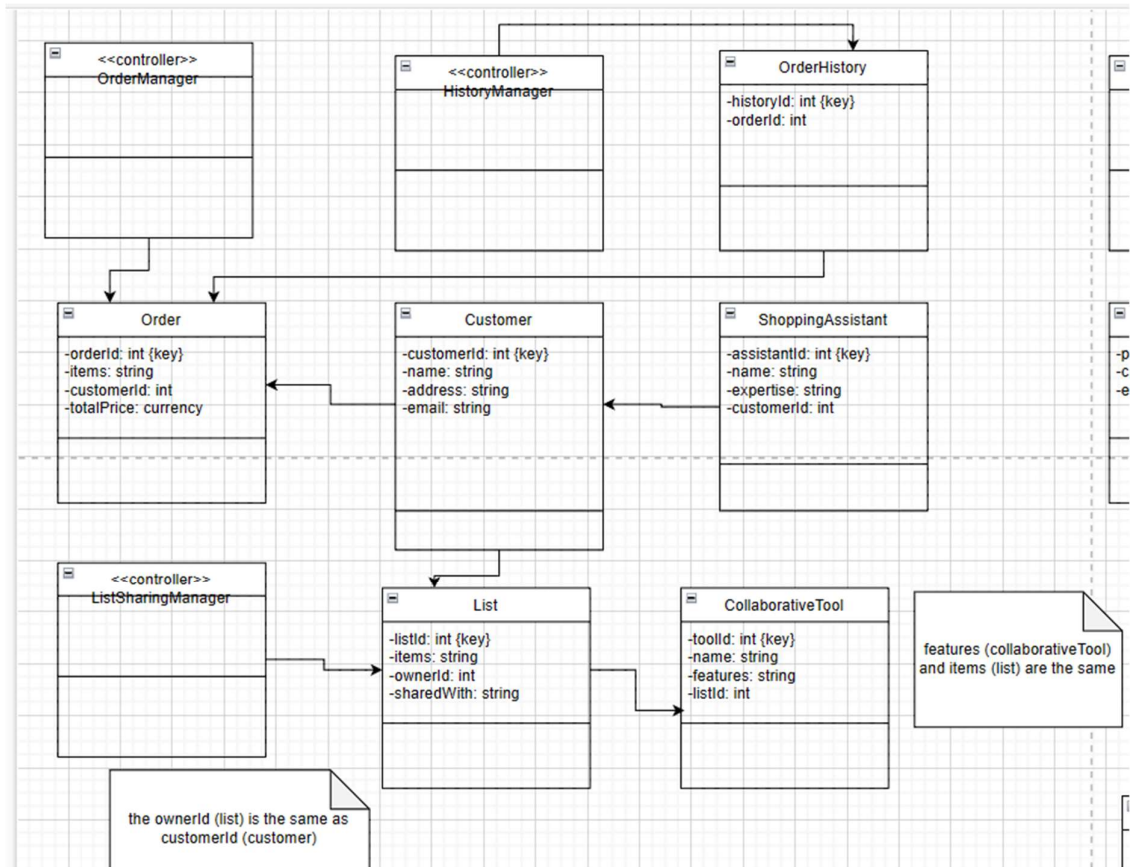 <<controller>>
OrderManager
<<controller>>
HistoryManager
OrderHistory
-historyId: int {key}
-orderId: int
Order
-orderId: int {key}
-items: string
-customerId: int
-totalPrice: currency
Customer
-customerId: int {key}
-name: string
-address: string
-email: string
ShoppingAssistant
-assistantId: int {key}
-name: string
-expertise: string
-customerId: int
-p
-c
-e
<<controller>>
ListSharingManager
List
-listId: int {key}
-items: string
-ownerId: int
-sharedWith: string
CollaborativeTool
-toolId: int {key}
-name: string
-features: string
-listId: int
features (collaborativeTool)
and items (list) are the same
the ownerId (list) is the same as
customerId (customer)